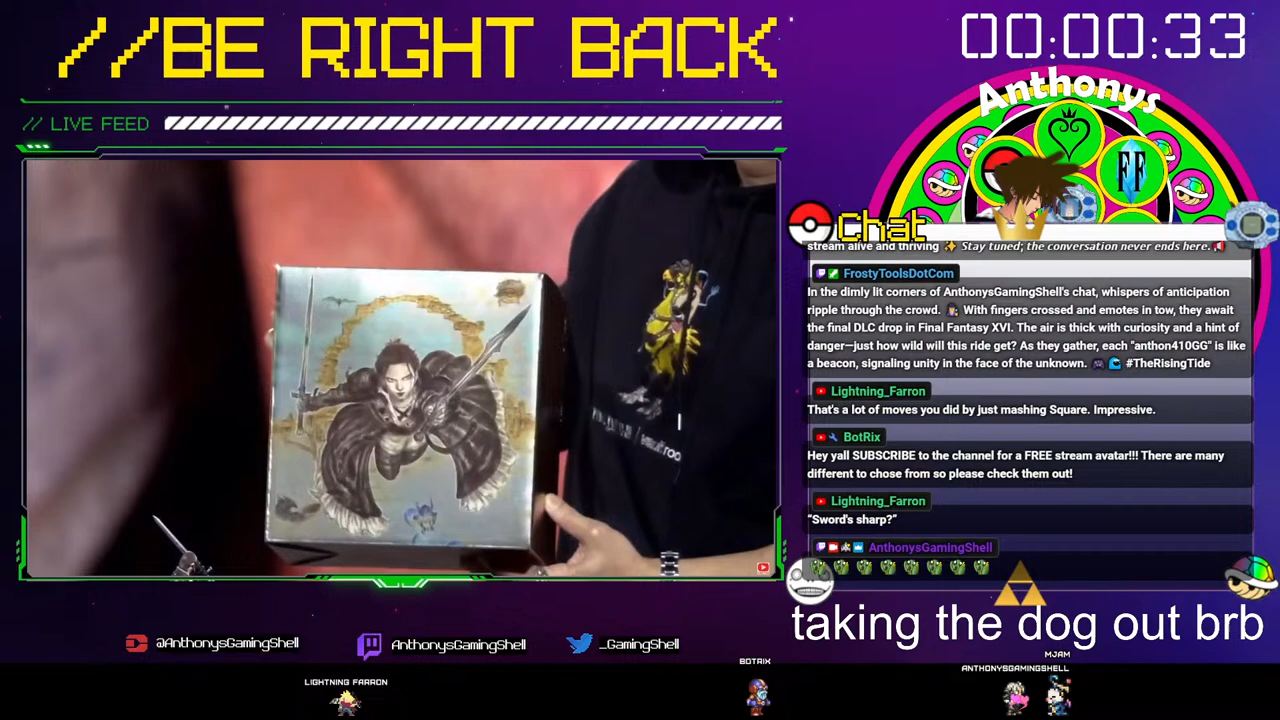 //BE RIGHT BACK
00:00:33
// LIVE FEED
Anthonys
FF
Chat
stream alive and thriving ✨ Stay tuned; the conversation never ends here. 📢
FrostyToolsDotCom
In the dimly lit corners of AnthonysGamingShell's chat, whispers of anticipation
ripple through the crowd. With fingers crossed and emotes in tow, they await
the final DLC drop in Final Fantasy XVI. The air is thick with curiosity and a hint of
danger—just how wild will this ride get? As they gather, each "anthon410GG" is like
a beacon, signaling unity in the face of the unknown. 🎮 🌊 #TheRisingTide
Lightning_Farron
That's a lot of moves you did by just mashing Square. Impressive.
BotRix
Hey yall SUBSCRIBE to the channel for a FREE stream avatar!!! There are many
different to chose from so please check them out!
Lightning_Farron
“Sword's sharp?”
AnthonysGamingShell
taking the dog out brb
@AnthonysGamingShell
AnthonysGamingShell
_GamingShell
LIGHTNING FARRON
BOTRIX
MJAM
ANTHONYSGAMINGSHELL